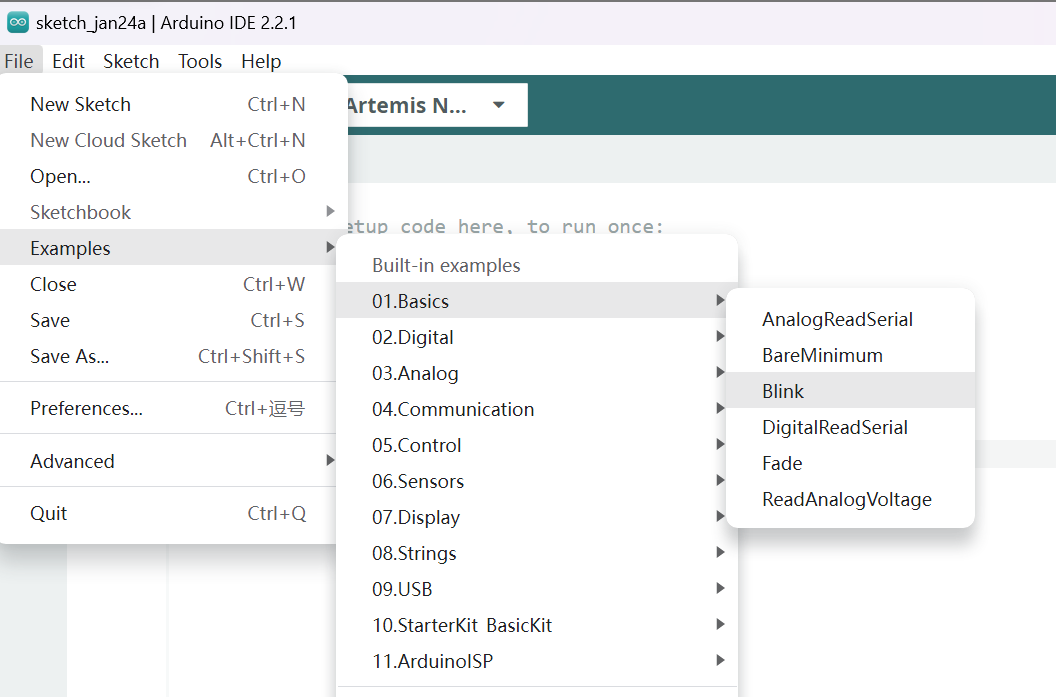 sketch_jan24a | Arduino IDE 2.2.1
File Edit Sketch Tools Help
New Sketch Ctrl+N
New Cloud Sketch Alt+Ctrl+N
Open... Ctrl+O
Sketchbook
Examples
Close Ctrl+W
Save Ctrl+S
Save As... Ctrl+Shift+S
Preferences... Ctrl+逗号
Advanced
Quit Ctrl+Q
Artemis N...
etup code here, to run once:
Built-in examples
01.Basics
02.Digital
03.Analog
04.Communication
05.Control
06.Sensors
07.Display
08.Strings
09.USB
10.StarterKit BasicKit
11.ArduinoISP
AnalogReadSerial
BareMinimum
Blink
DigitalReadSerial
Fade
ReadAnalogVoltage